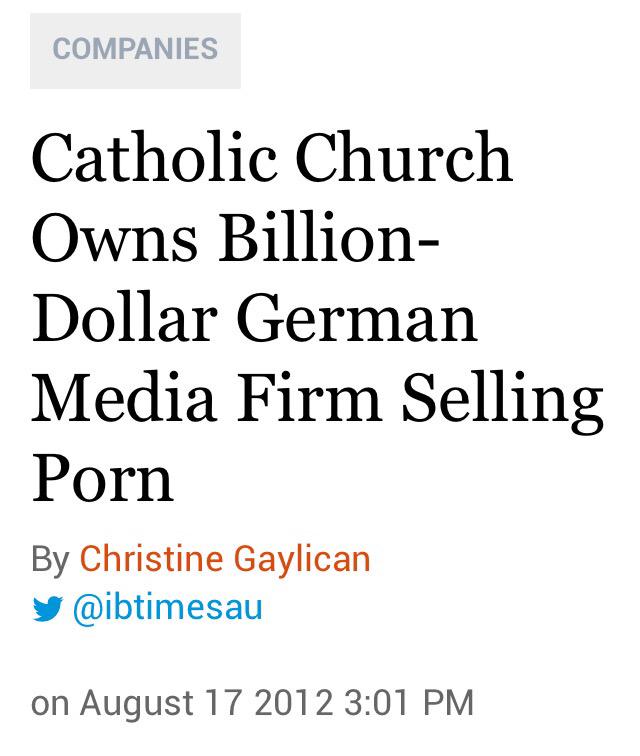 COMPANIES
Catholic Church
Owns Billion-
Dollar German
Media Firm Selling
Porn
By Christine Gaylican
@ibtimesau
on August 17 2012 3:01 PM